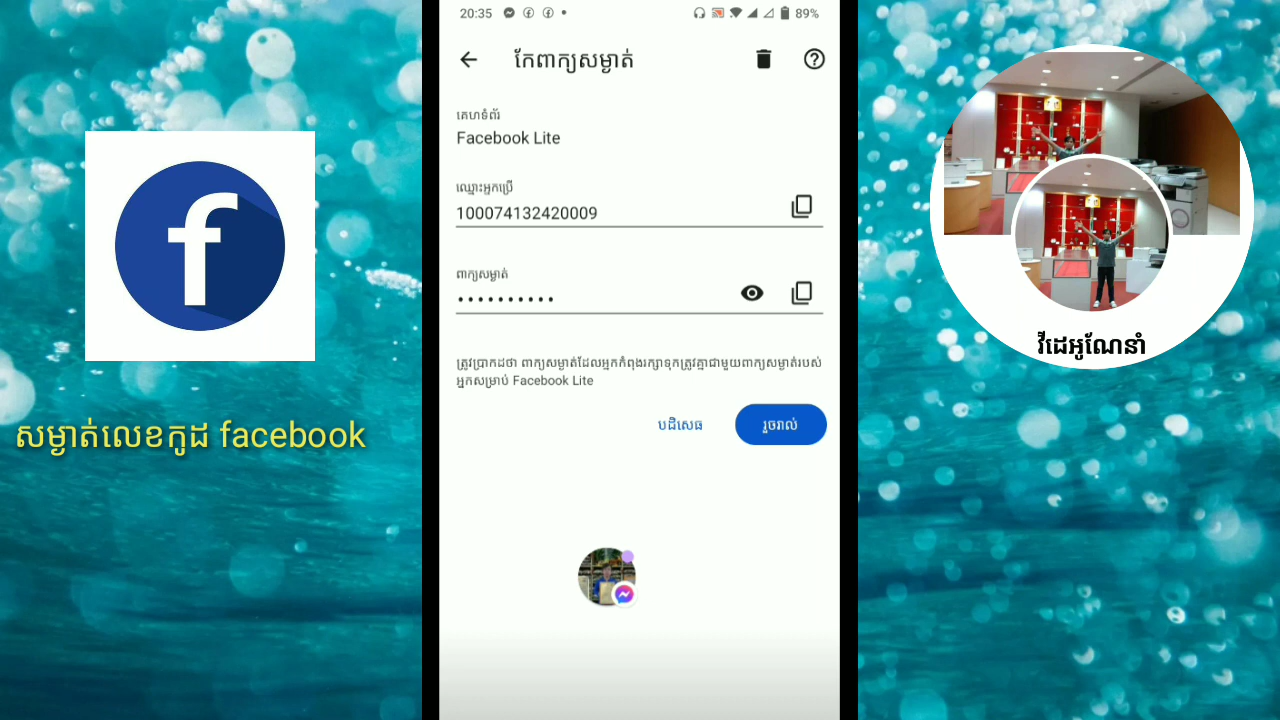 20:35
89%
កែពាក្យសម្ងាត់
គេហទំព័រ
Facebook Lite
ឈ្មោះអ្នកប្រើ
100074132420009
ពាក្យសម្ងាត់
••••••••••
ត្រូវប្រាកដថា ពាក្យសម្ងាត់ដែលអ្នកកំពុងរក្សាទុកត្រូវគ្នាជាមួយពាក្យសម្ងាត់របស់
អ្នកសម្រាប់ Facebook Lite
បដិសេធ
រួចរាល់
សម្ងាត់លេខកូដ facebook
វីដេអូណែនាំ